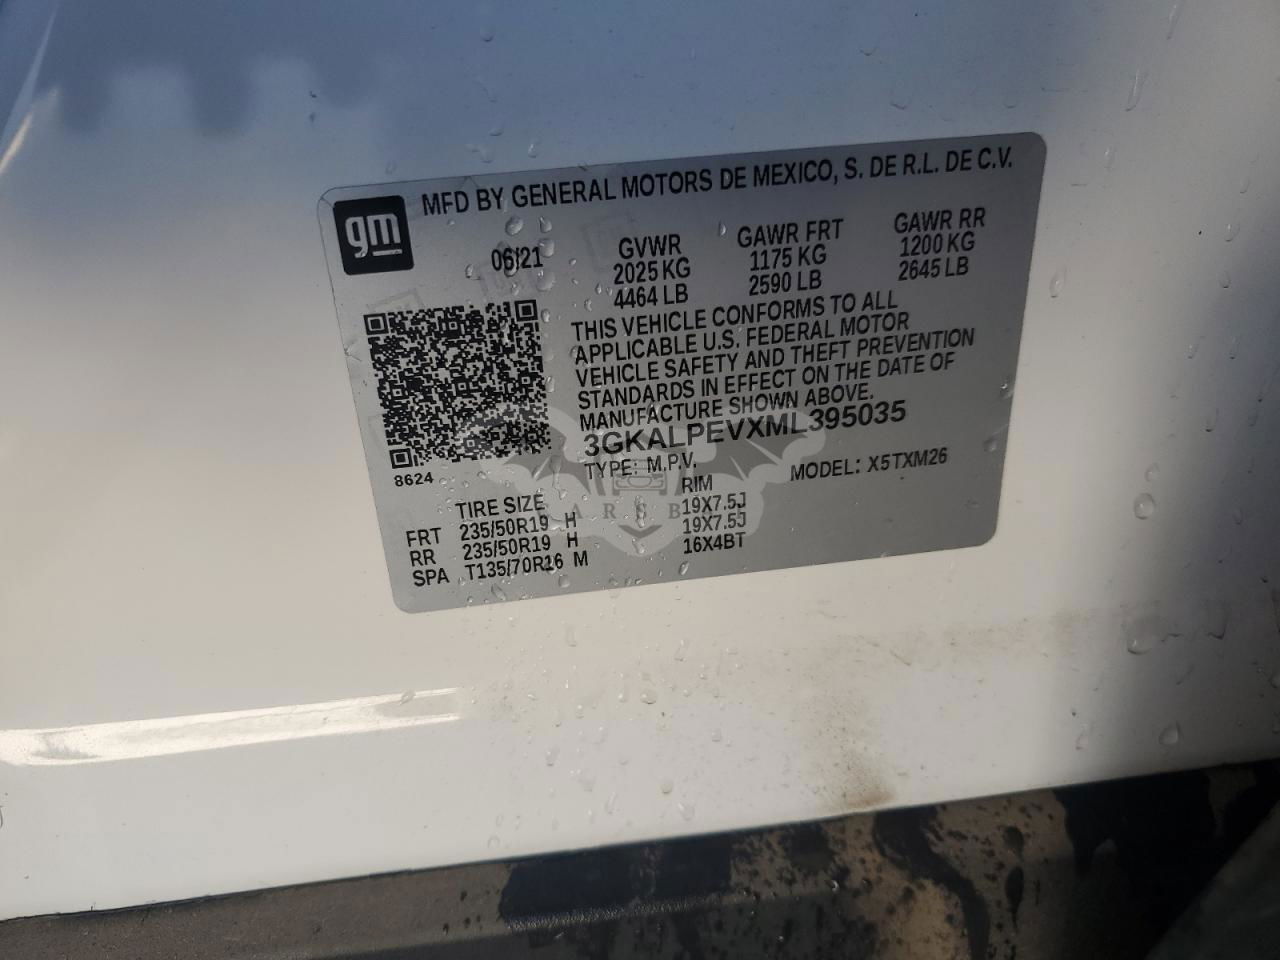 gm
MFD BY GENERAL MOTORS DE MEXICO, S. DE R.L. DE C.V.
06/21
GVWR
2025 KG
4464 LB
GAWR FRT
1175 KG
2590 LB
GAWR RR
1200 KG
2645 LB
THIS VEHICLE CONFORMS TO ALL
APPLICABLE U.S. FEDERAL MOTOR
VEHICLE SAFETY AND THEFT PREVENTION
STANDARDS IN EFFECT ON THE DATE OF
MANUFACTURE SHOWN ABOVE.
3GKALPEVXML395035
TYPE: M.P.V. MODEL: X5TXM26
8624
TIRE SIZE RIM
FRT 235/50R19 H 19X7.5J
RR 235/50R19 H 19X7.5J
SPA T135/70R16 M 16X4BT